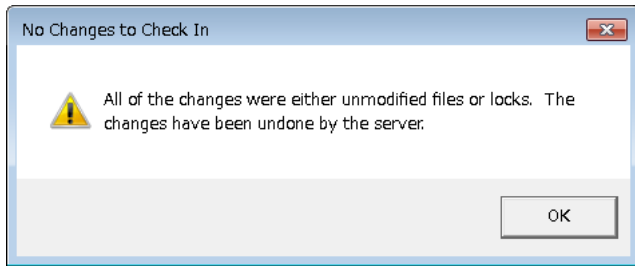 No Changes to Check In
All of the changes were either unmodified files or locks.  The
changes have been undone by the server.
OK